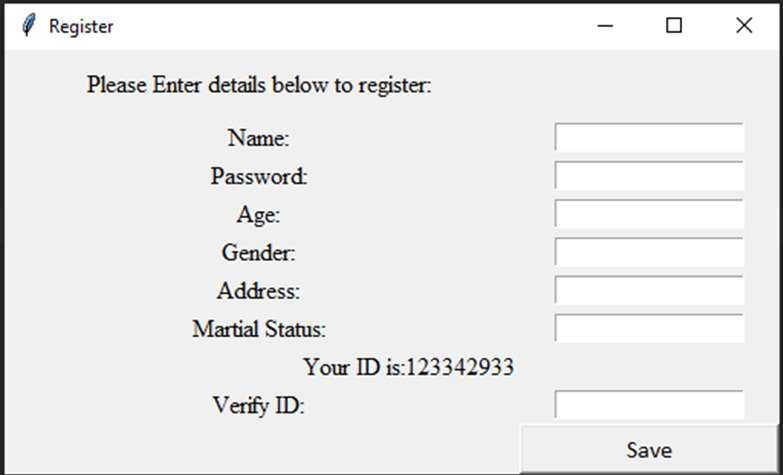 Register
Please Enter details below to register:
Name:
Password:
Age:
Gender:
Address:
Martial Status:
Your ID is:123342933
Verify ID:
Save